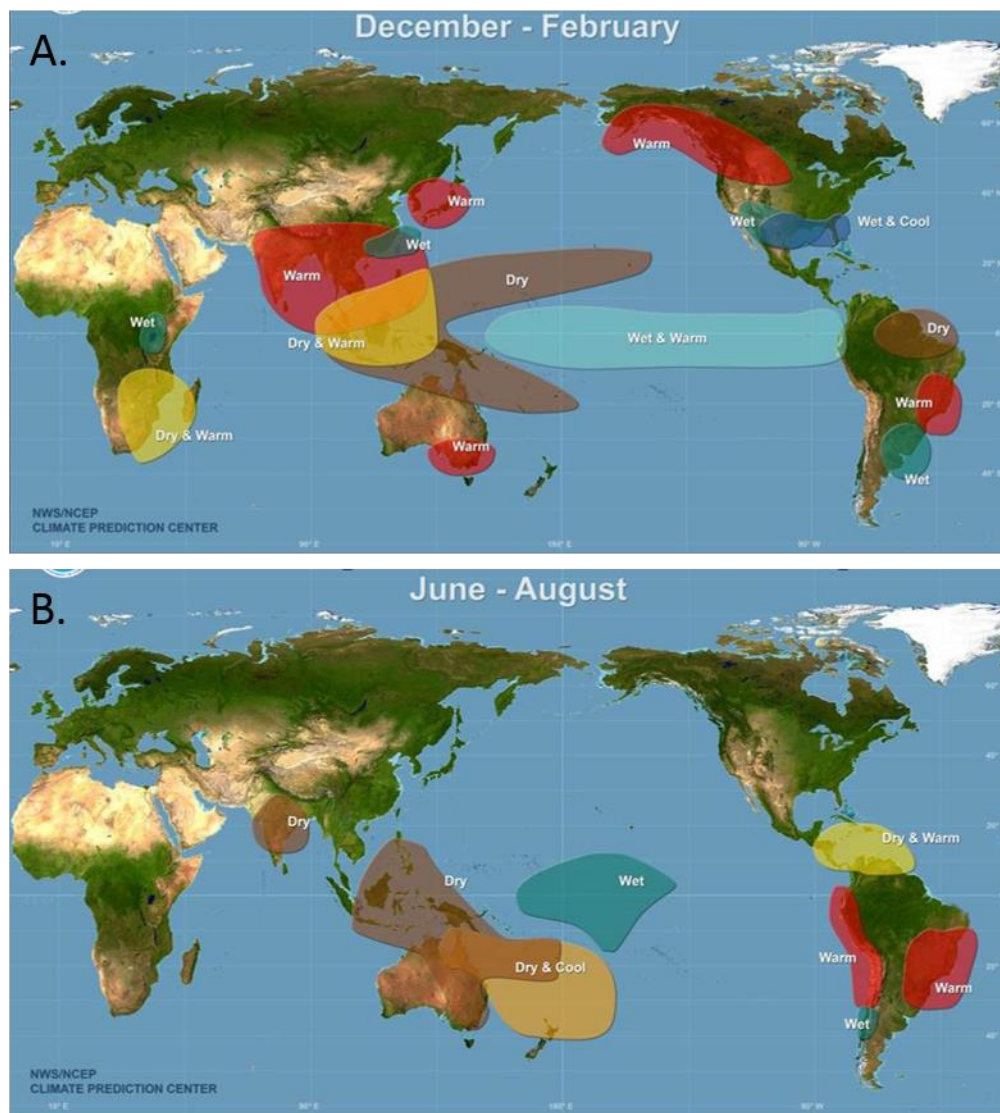 A.
December - February
Warm
Warm
Wet
Wet & Cool
Wet
Warm
Dry
Wet
Dry & Warm
Wet & Warm
Dry
Warm
Dry & Warm
Warm
Wet
NWS/NCEP
CLIMATE PREDICTION CENTER
B.
June - August
Dry
Dry & Warm
Dry
Wet
Dry & Cool
Warm
Warm
Wet
NWS/NCEP
CLIMATE PREDICTION CENTER